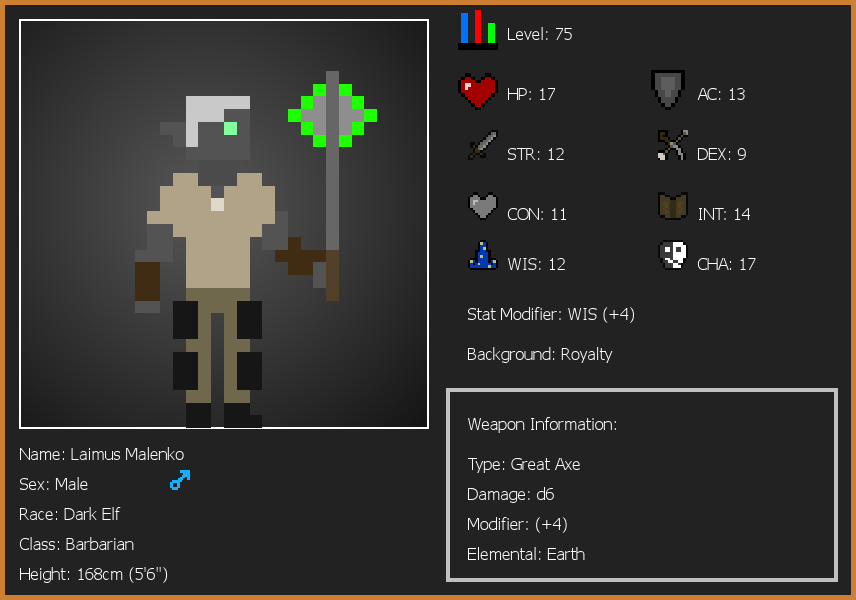 Level: 75
HP: 17
AC: 13
STR: 12
DEX: 9
CON: 11
INT: 14
WIS: 12
CHA: 17
Stat Modifier: WIS (+4)
Background: Royalty
Weapon Information:
Type: Great Axe
Damage: d6
Modifier: (+4)
Elemental: Earth
Name: Laimus Malenko
Sex: Male
Race: Dark Elf
Class: Barbarian
Height: 168cm (5'6")